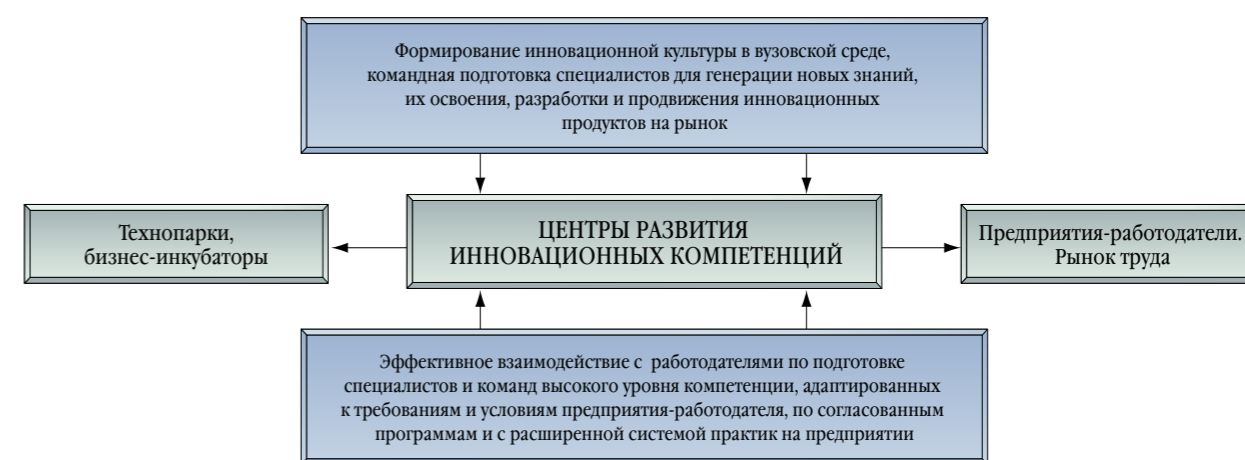 Формирование инновационной культуры в вузовской среде,
командная подготовка специалистов для генерации новых знаний,
их освоения, разработки и продвижения инновационных
продуктов на рынок
Технопарки,
бизнес-инкубаторы
ЦЕНТРЫ РАЗВИТИЯ
ИННОВАЦИОННЫХ КОМПЕТЕНЦИЙ
Предприятия-работодатели.
Рынок труда
Эффективное взаимодействие с работодателями по подготовке
специалистов и команд высокого уровня компетенции, адаптированных
к требованиям и условиям предприятия-работодателя, по согласованным
программам и с расширенной системой практик на предприятии